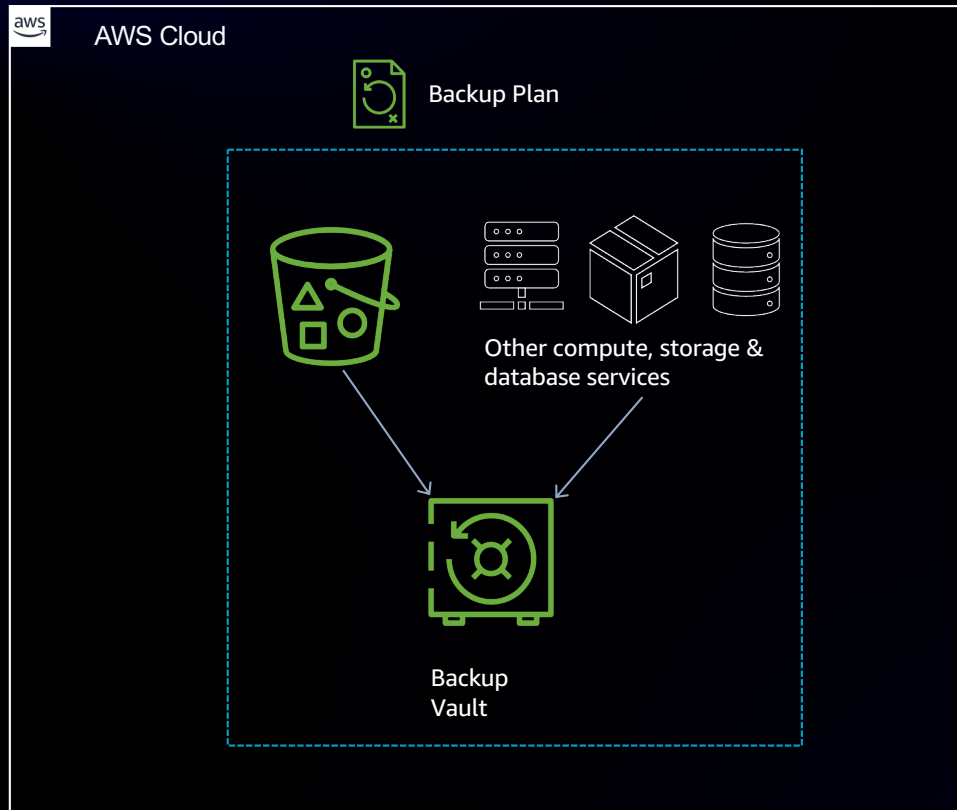 aws
AWS Cloud
Backup Plan
Other compute, storage &
database services
Backup
Vault